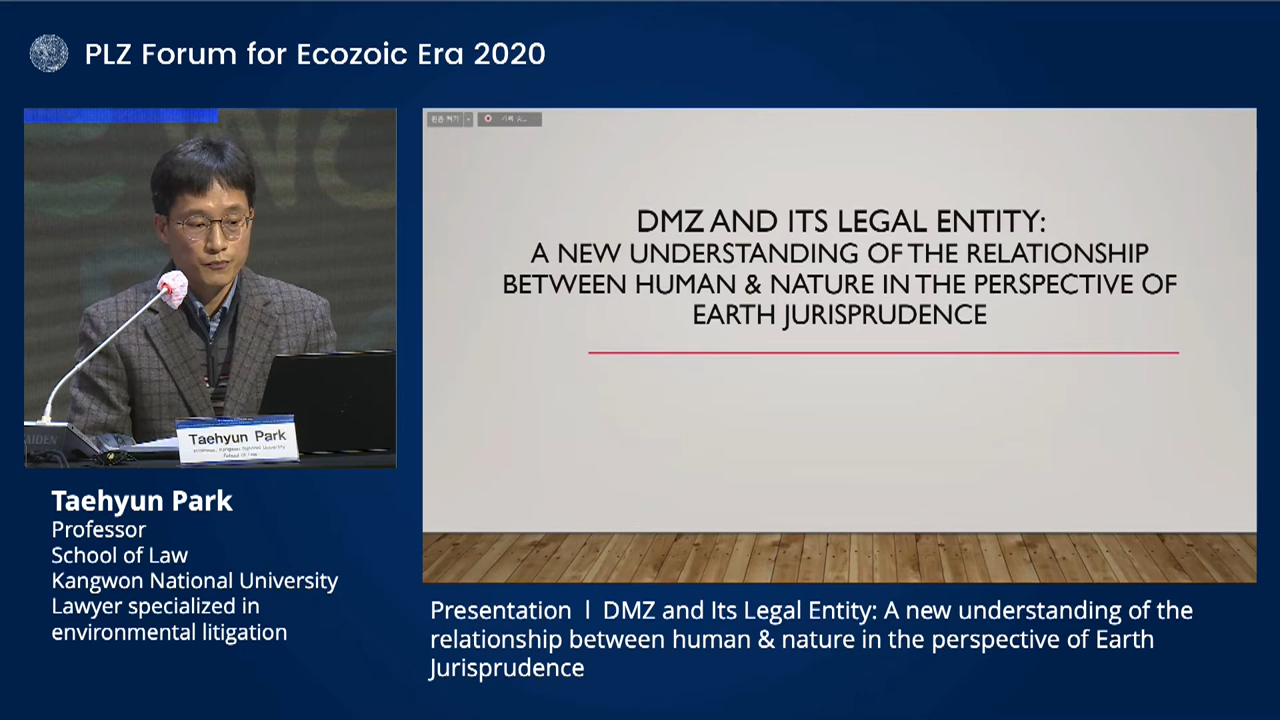 PLZ Forum for Ecozoic Era 2020
DMZ AND ITS LEGAL ENTITY:
A NEW UNDERSTANDING OF THE RELATIONSHIP
BETWEEN HUMAN & NATURE IN THE PERSPECTIVE OF
EARTH JURISPRUDENCE
Taehyun Park
Taehyun Park
Professor
School of Law
Kangwon National University
Lawyer specialized in
environmental litigation
Presentation | DMZ and Its Legal Entity: A new understanding of the
relationship between human & nature in the perspective of Earth
Jurisprudence